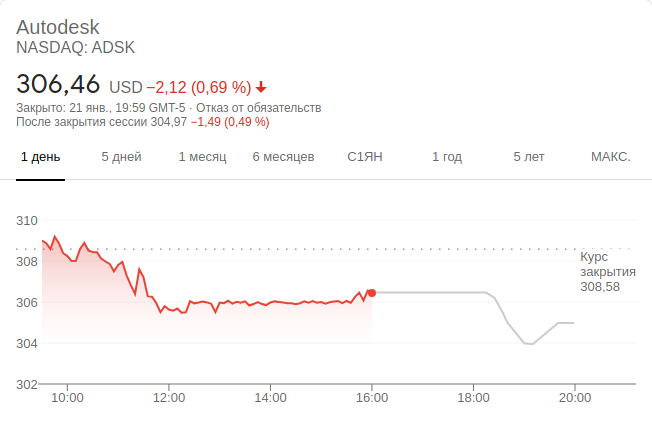 Autodesk
NASDAQ: ADSK
306,46 USD −2,12 (0,69 %)
Закрыто: 21 янв., 19:59 GMT-5 · Отказ от обязательств
После закрытия сессии 304,97 −1,49 (0,49 %)
1 день 5 дней 1 месяц 6 месяцев С1ЯН 1 год 5 лет МАКС.
310
308
306
304
302
Курс
закрытия
308,58
10:00 12:00 14:00 16:00 18:00 20:00